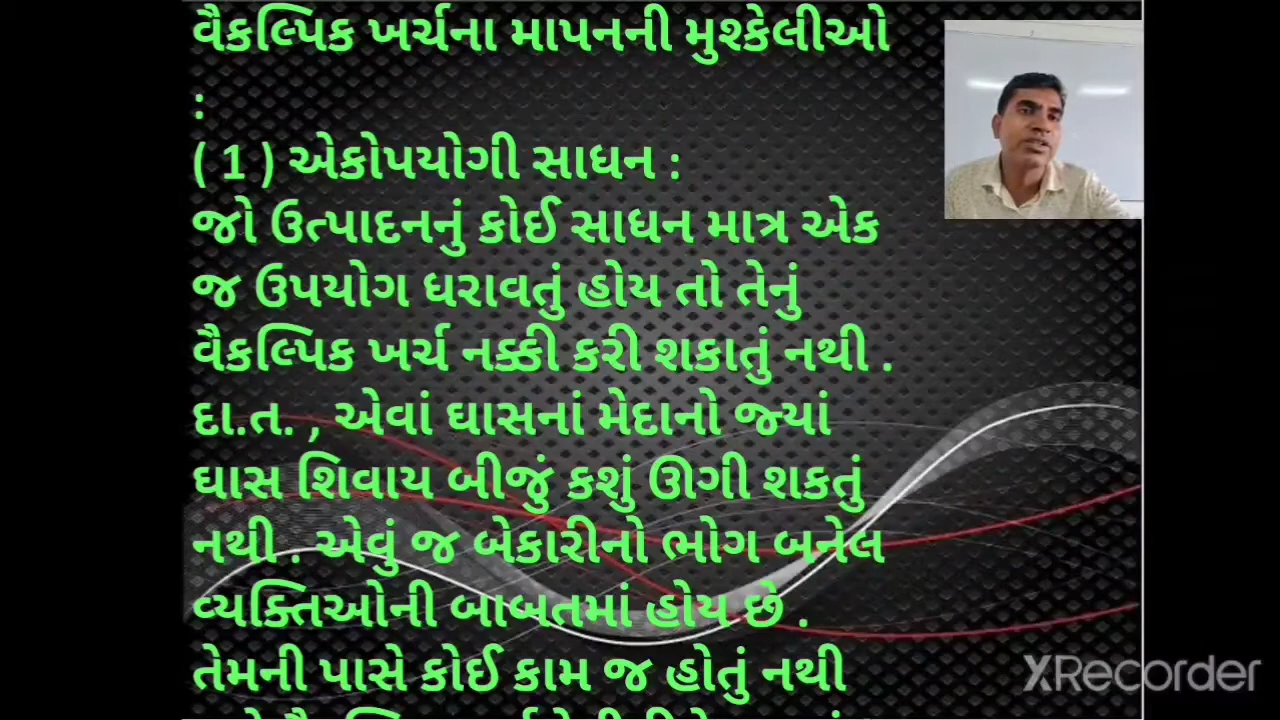 વૈકલ્પિક ખર્ચના માપનની મુશ્કેલીઓ
:
( 1 ) એકોપયોગી સાધન :
જો ઉત્પાદનનું કોઈ સાધન માત્ર એક
જ ઉપયોગ ધરાવતું હોય તો તેનું
વૈકલ્પિક ખર્ચ નક્કી કરી શકાતું નથી .
દા.ત. , એવાં ઘાસનાં મેદાનો જ્યાં
ઘાસ શિવાય બીજું કશું ઊગી શકતું
નથી . એવું જ બેકારીનો ભોગ બનેલ
વ્યક્તિઓની બાબતમાં હોય છે .
તેમની પાસે કોઈ કામ જ હોતું નથી
XRecorder